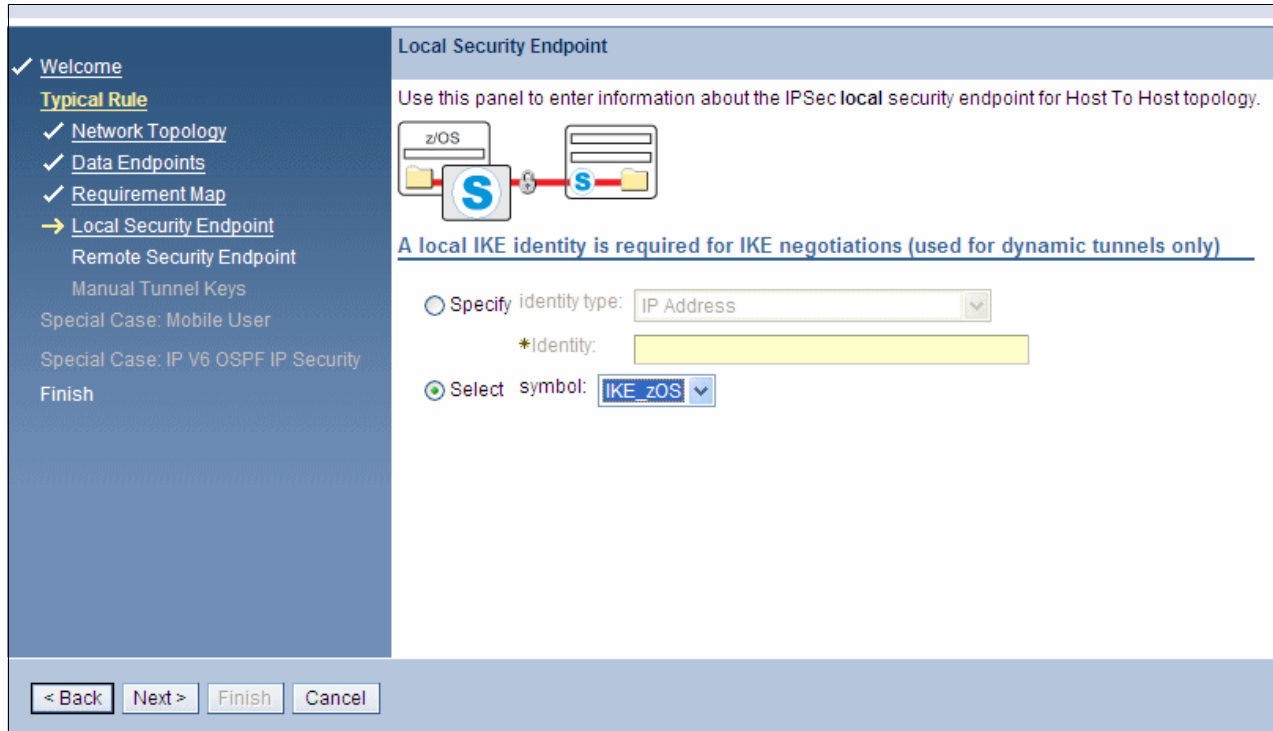 Welcome
Typical Rule
Network Topology
Data Endpoints
Requirement Map
Local Security Endpoint
Remote Security Endpoint
Manual Tunnel Keys
Special Case: Mobile User
Special Case: IP V6 OSPF IP Security
Finish
Local Security Endpoint
Use this panel to enter information about the IPSec local security endpoint for Host To Host topology.
z/OS
S
S
A local IKE identity is required for IKE negotiations (used for dynamic tunnels only)
Specify identity type: IP Address
*Identity:
Select symbol: IKE_zOS
< Back Next > Finish Cancel